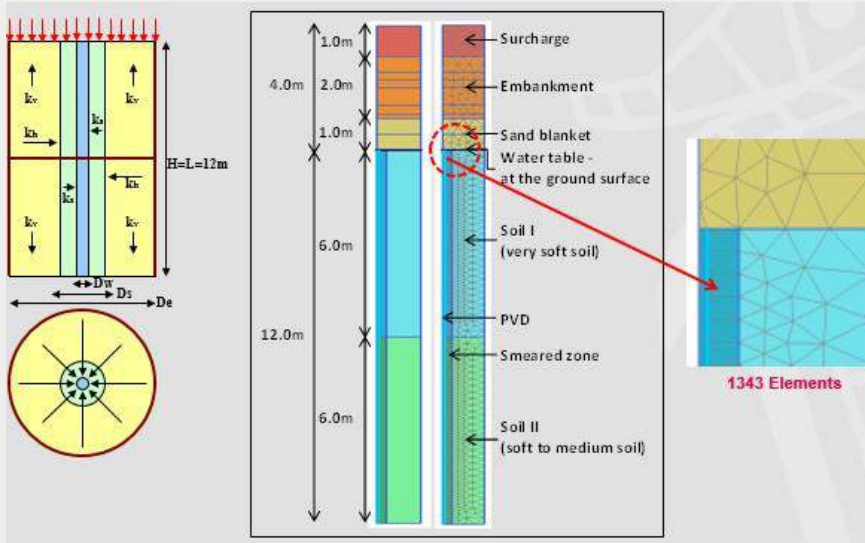 kv
kv
ks
kh
ks
kh
kv
kv
H=L=12m
Dw
Ds
De
1.0m
4.0m
2.0m
1.0m
6.0m
12.0m
6.0m
Surcharge
Embankment
Sand blanket
Water table -
at the ground surface
Soil I
(very soft soil)
PVD
Smeared zone
Soil II
(soft to medium soil)
1343 Elements